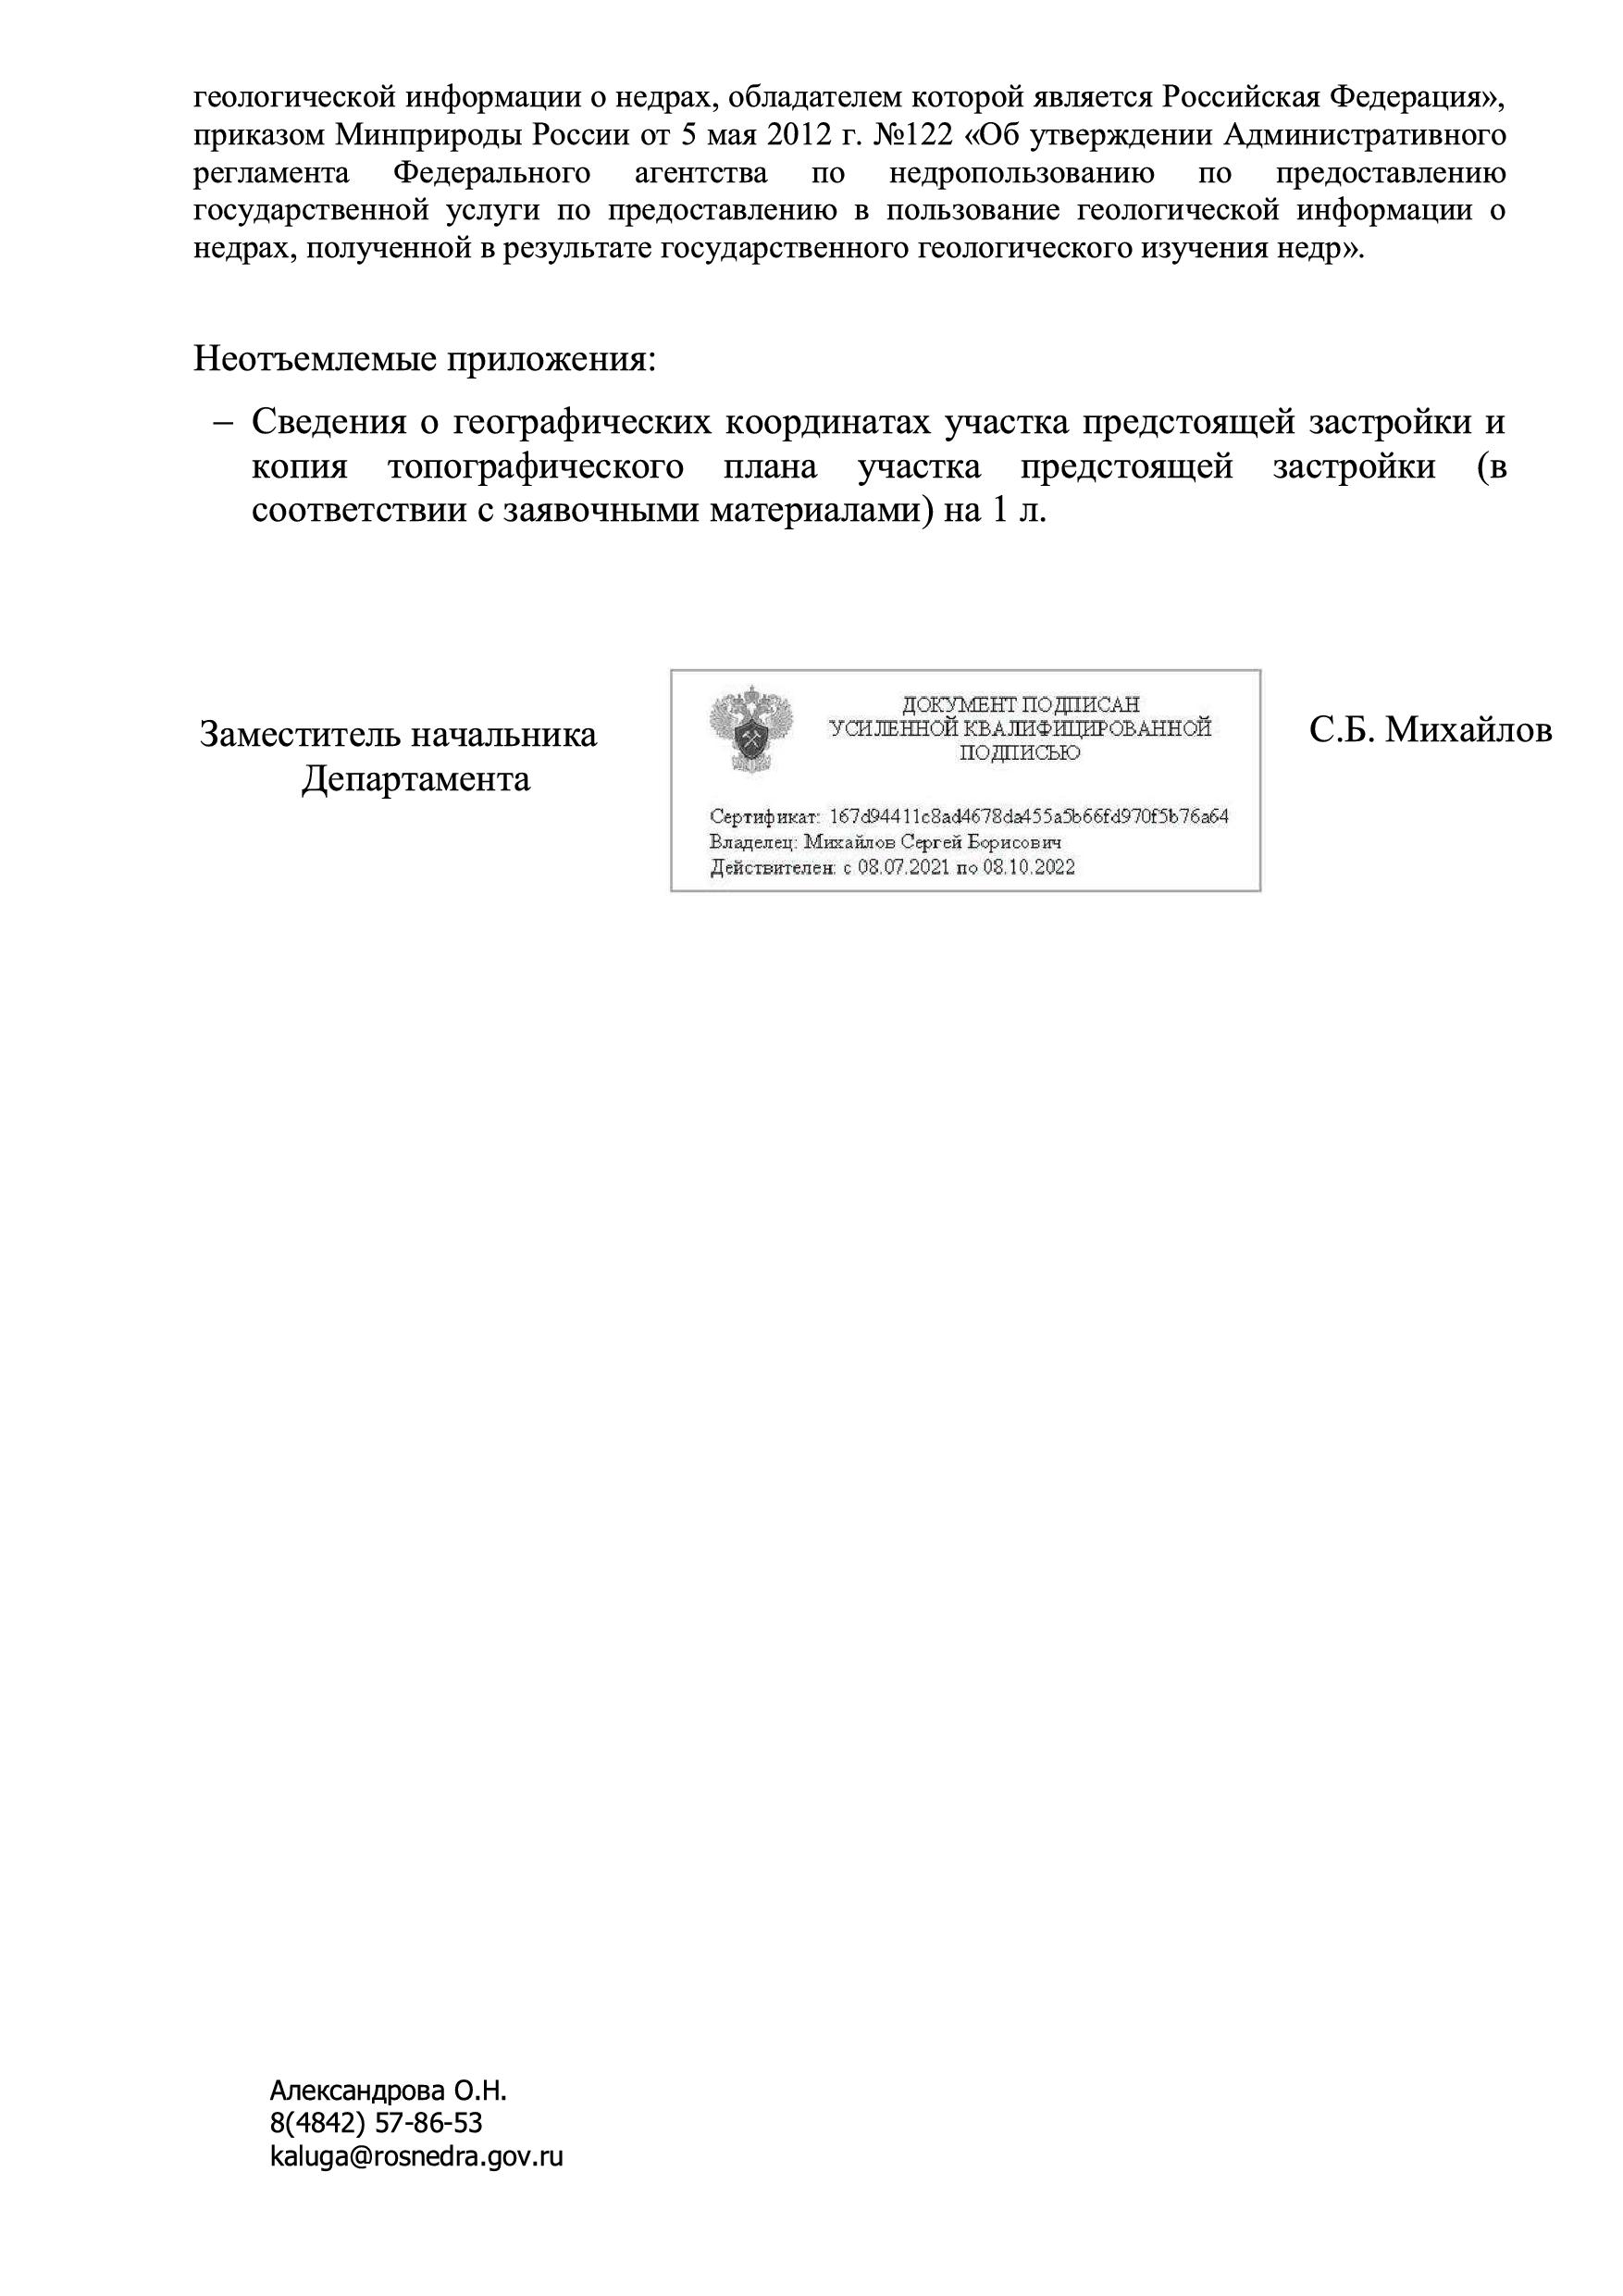 геологической информации о недрах, обладателем которой является Российская Федерация»,
приказом Минприроды России от 5 мая 2012 г. №122 «Об утверждении Административного
регламента Федерального агентства по недропользованию по предоставлению
государственной услуги по предоставлению в пользование геологической информации о
недрах, полученной в результате государственного геологического изучения недр».
Неотъемлемые приложения:
– Сведения о географических координатах участка предстоящей застройки и
копия топографического плана участка предстоящей застройки (в
соответствии с заявочными материалами) на 1 л.
Заместитель начальника
Департамента
ДОКУМЕНТ ПОДПИСАН
УСИЛЕННОЙ КВАЛИФИЦИРОВАННОЙ
ПОДПИСЬЮ
Сертификат: 167d94411c8ad4678da455a5b66fd970f5b76a64
Владелец: Михайлов Сергей Борисович
Действителен: с 08.07.2021 по 08.10.2022
С.Б. Михайлов
Александрова О.Н.
8(4842) 57-86-53
kaluga@rosnedra.gov.ru